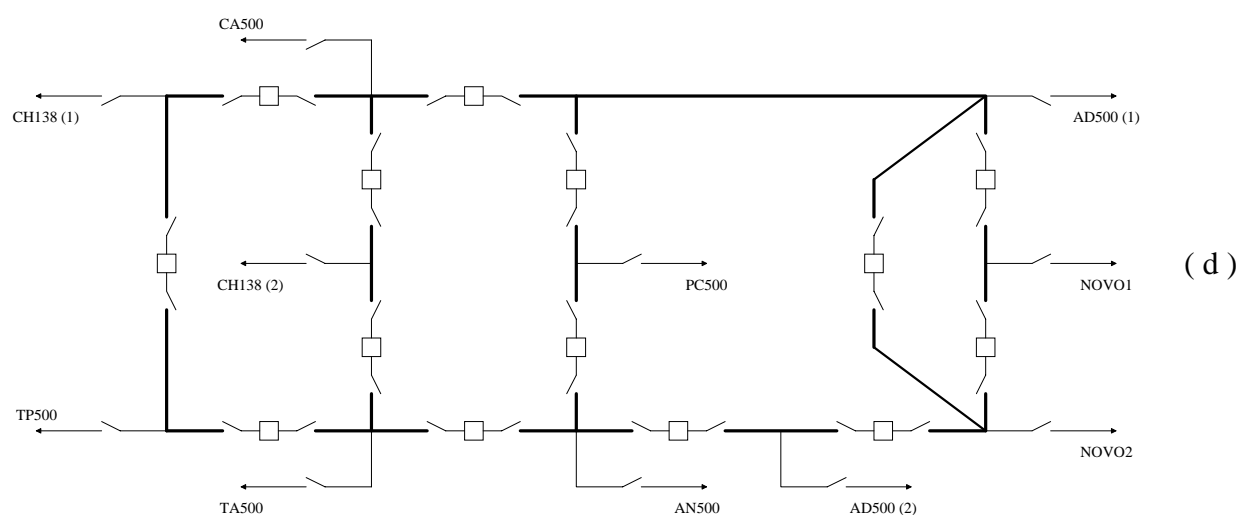 CA500
CH138 (1)
AD500 (1)
CH138 (2)
PC500
NOVO1
( d )
TP500
NOVO2
TA500
AN500
AD500 (2)